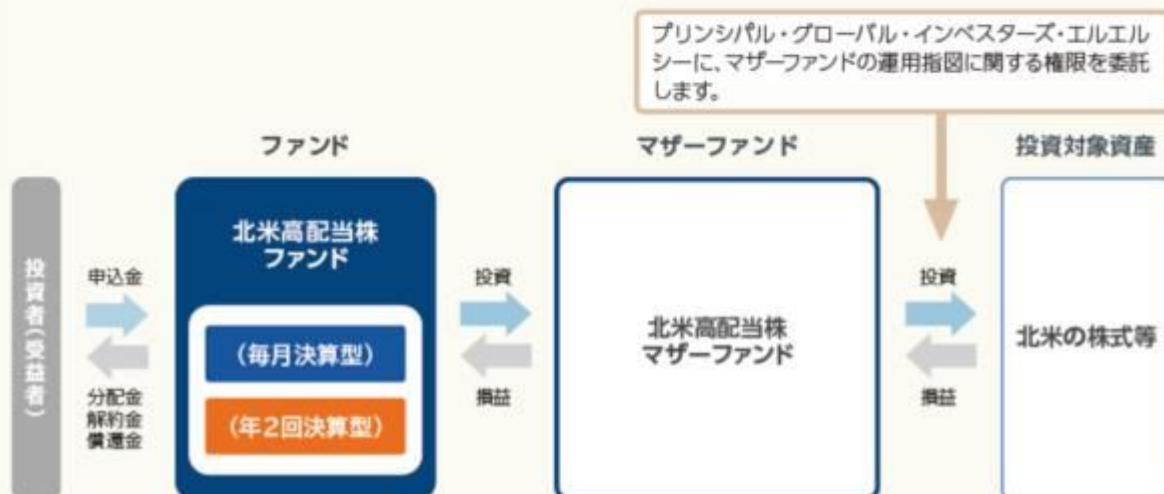 プリンシパル・グローバル・インベスターズ・エルエル
シーに、マザーファンドの運用指図に関する権限を委託
します。
ファンド
マザーファンド
投資対象資産
投資者(受益者)
申込金
分配金
解約金
償還金
北米高配当株
ファンド
(毎月決算型)
(年2回決算型)
投資
損益
北米高配当株
マザーファンド
投資
損益
北米の株式等